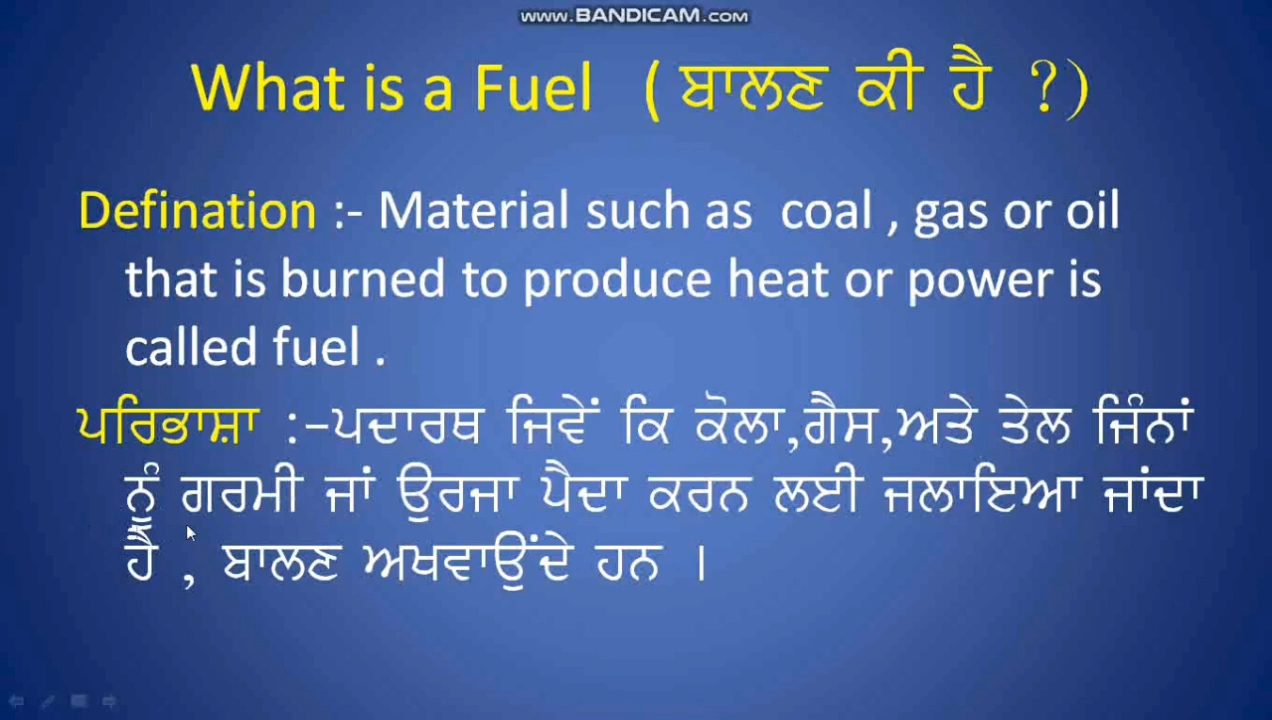 www.BANDICAM.com
What is a Fuel ( ਬਾਲਣ ਕੀ ਹੈ ?)
Defination :- Material such as coal , gas or oil
that is burned to produce heat or power is
called fuel .
ਪਰਿਭਾਸ਼ਾ :-ਪਦਾਰਥ ਜਿਵੇਂ ਕਿ ਕੋਲਾ,ਗੈਸ,ਅਤੇ ਤੇਲ ਜਿੰਨਾਂ
ਨੂੰ ਗਰਮੀ ਜਾਂ ਉਰਜਾ ਪੈਦਾ ਕਰਨ ਲਈ ਜਲਾਇਆ ਜਾਂਦਾ
ਹੈ , ਬਾਲਣ ਅਖਵਾਉਂਦੇ ਹਨ ।